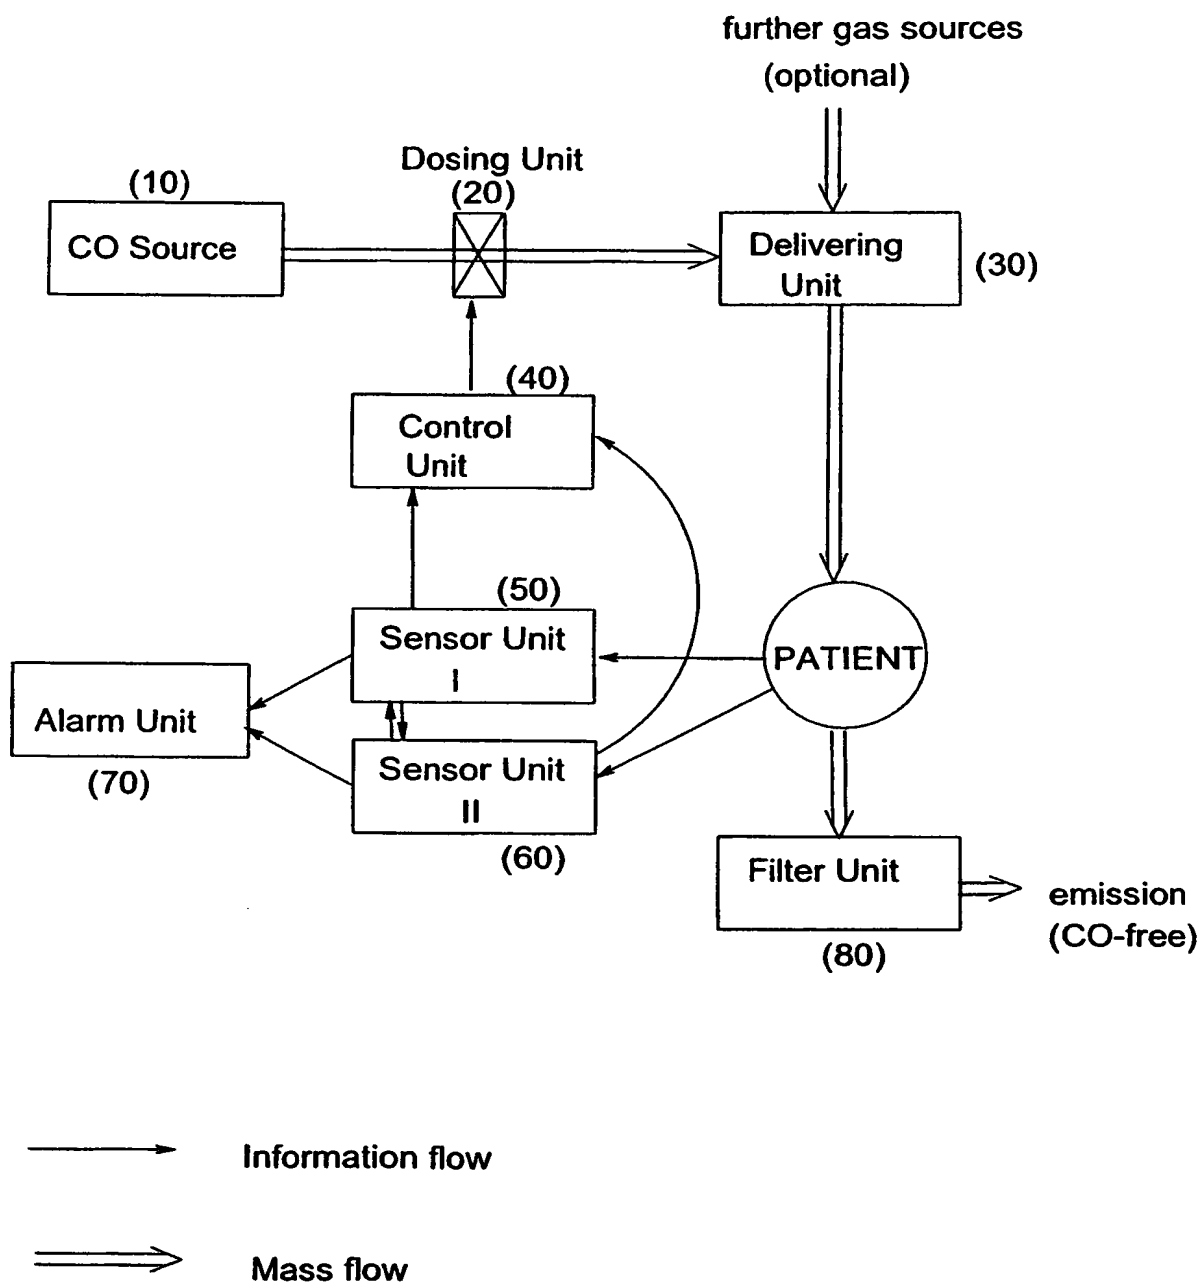 further gas sources
(optional)
Dosing Unit
(20)
(10)
CO Source
Delivering
Unit
(30)
(40)
Control
Unit
(50)
Sensor Unit
I
PATIENT
Alarm Unit
(70)
Sensor Unit
II
(60)
Filter Unit
(80)
emission
(CO-free)
Information flow
Mass flow